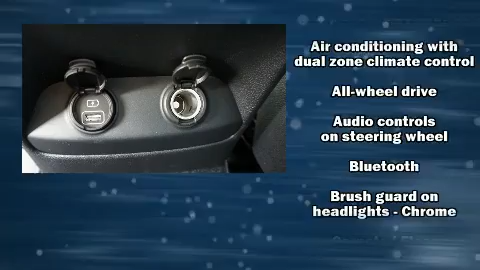 Air conditioning with
dual zone climate control
All-wheel drive
Audio controls
on steering wheel
Bluetooth
Brush guard on
headlights - Chrome